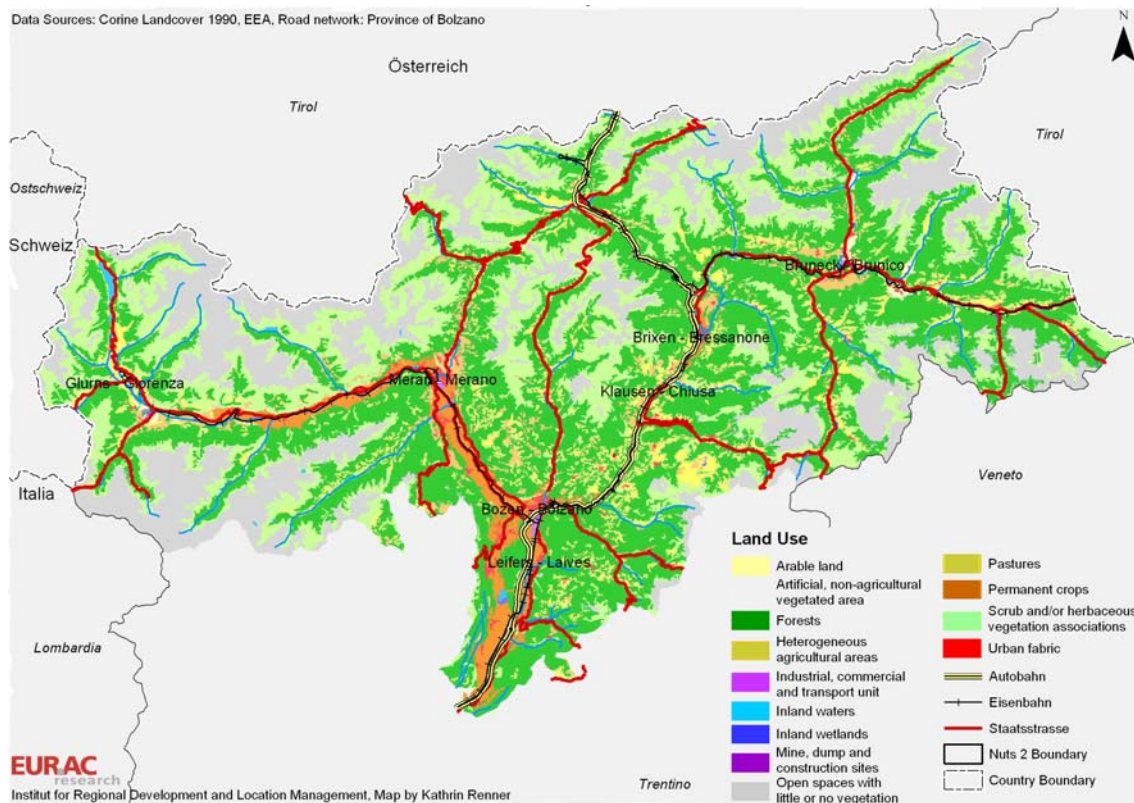 Data Sources: Corine Landcover 1990, EEA, Road network: Province of Bolzano
N
Österreich
Tirol
Tirol
Ostschweiz
Schweiz
Bruneck - Brunico
Brixen - Bressanone
Glurns - Glorenza
Meran - Merano
Klausen - Chiusa
Italia
Veneto
Bozen - Bolzano
Leifers - Laives
Lombardia
Trentino
Land Use
Arable land
Artificial, non-agricultural
vegetated area
Forests
Heterogeneous
agricultural areas
Industrial, commercial
and transport unit
Inland waters
Inland wetlands
Mine, dump and
construction sites
Open spaces with
little or no vegetation
Pastures
Permanent crops
Scrub and/or herbaceous
vegetation associations
Urban fabric
Autobahn
Eisenbahn
Staatsstrasse
Nuts 2 Boundary
Country Boundary
EURAC
research
Institut for Regional Development and Location Management, Map by Kathrin Renner